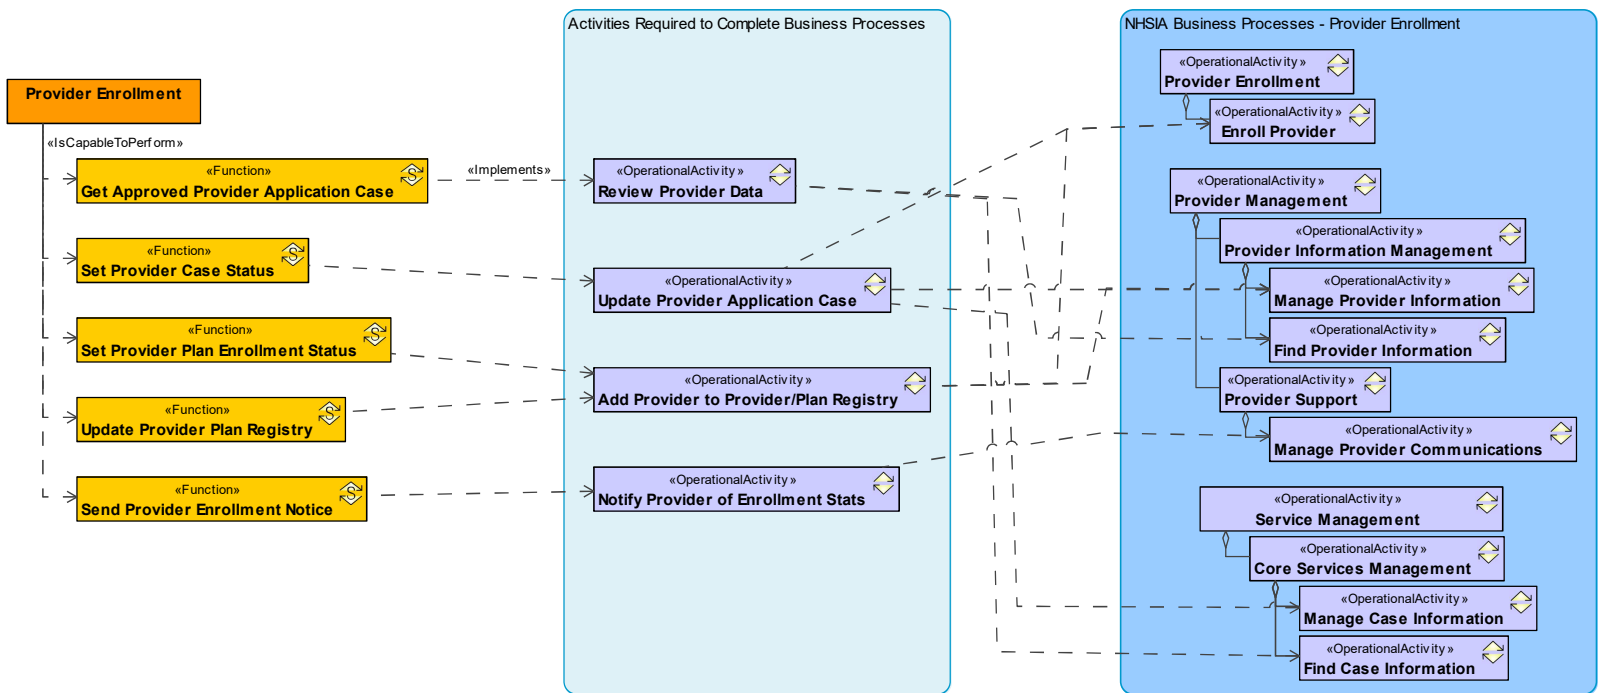 Activities Required to Complete Business Processes
NHSIA Business Processes - Provider Enrollment
Provider Enrollment
«IsCapableToPerform»
«Function»
Get Approved Provider Application Case
«Function»
Set Provider Case Status
«Function»
Set Provider Plan Enrollment Status
«Function»
Update Provider Plan Registry
«Function»
Send Provider Enrollment Notice
«Implements»
«OperationalActivity»
Review Provider Data
«OperationalActivity»
Update Provider Application Case
«OperationalActivity»
Add Provider to Provider/Plan Registry
«OperationalActivity»
Notify Provider of Enrollment Stats
«OperationalActivity»
Provider Enrollment
«OperationalActivity»
Enroll Provider
«OperationalActivity»
Provider Management
«OperationalActivity»
Provider Information Management
«OperationalActivity»
Manage Provider Information
«OperationalActivity»
Find Provider Information
«OperationalActivity»
Provider Support
«OperationalActivity»
Manage Provider Communications
«OperationalActivity»
Service Management
«OperationalActivity»
Core Services Management
«OperationalActivity»
Manage Case Information
«OperationalActivity»
Find Case Information